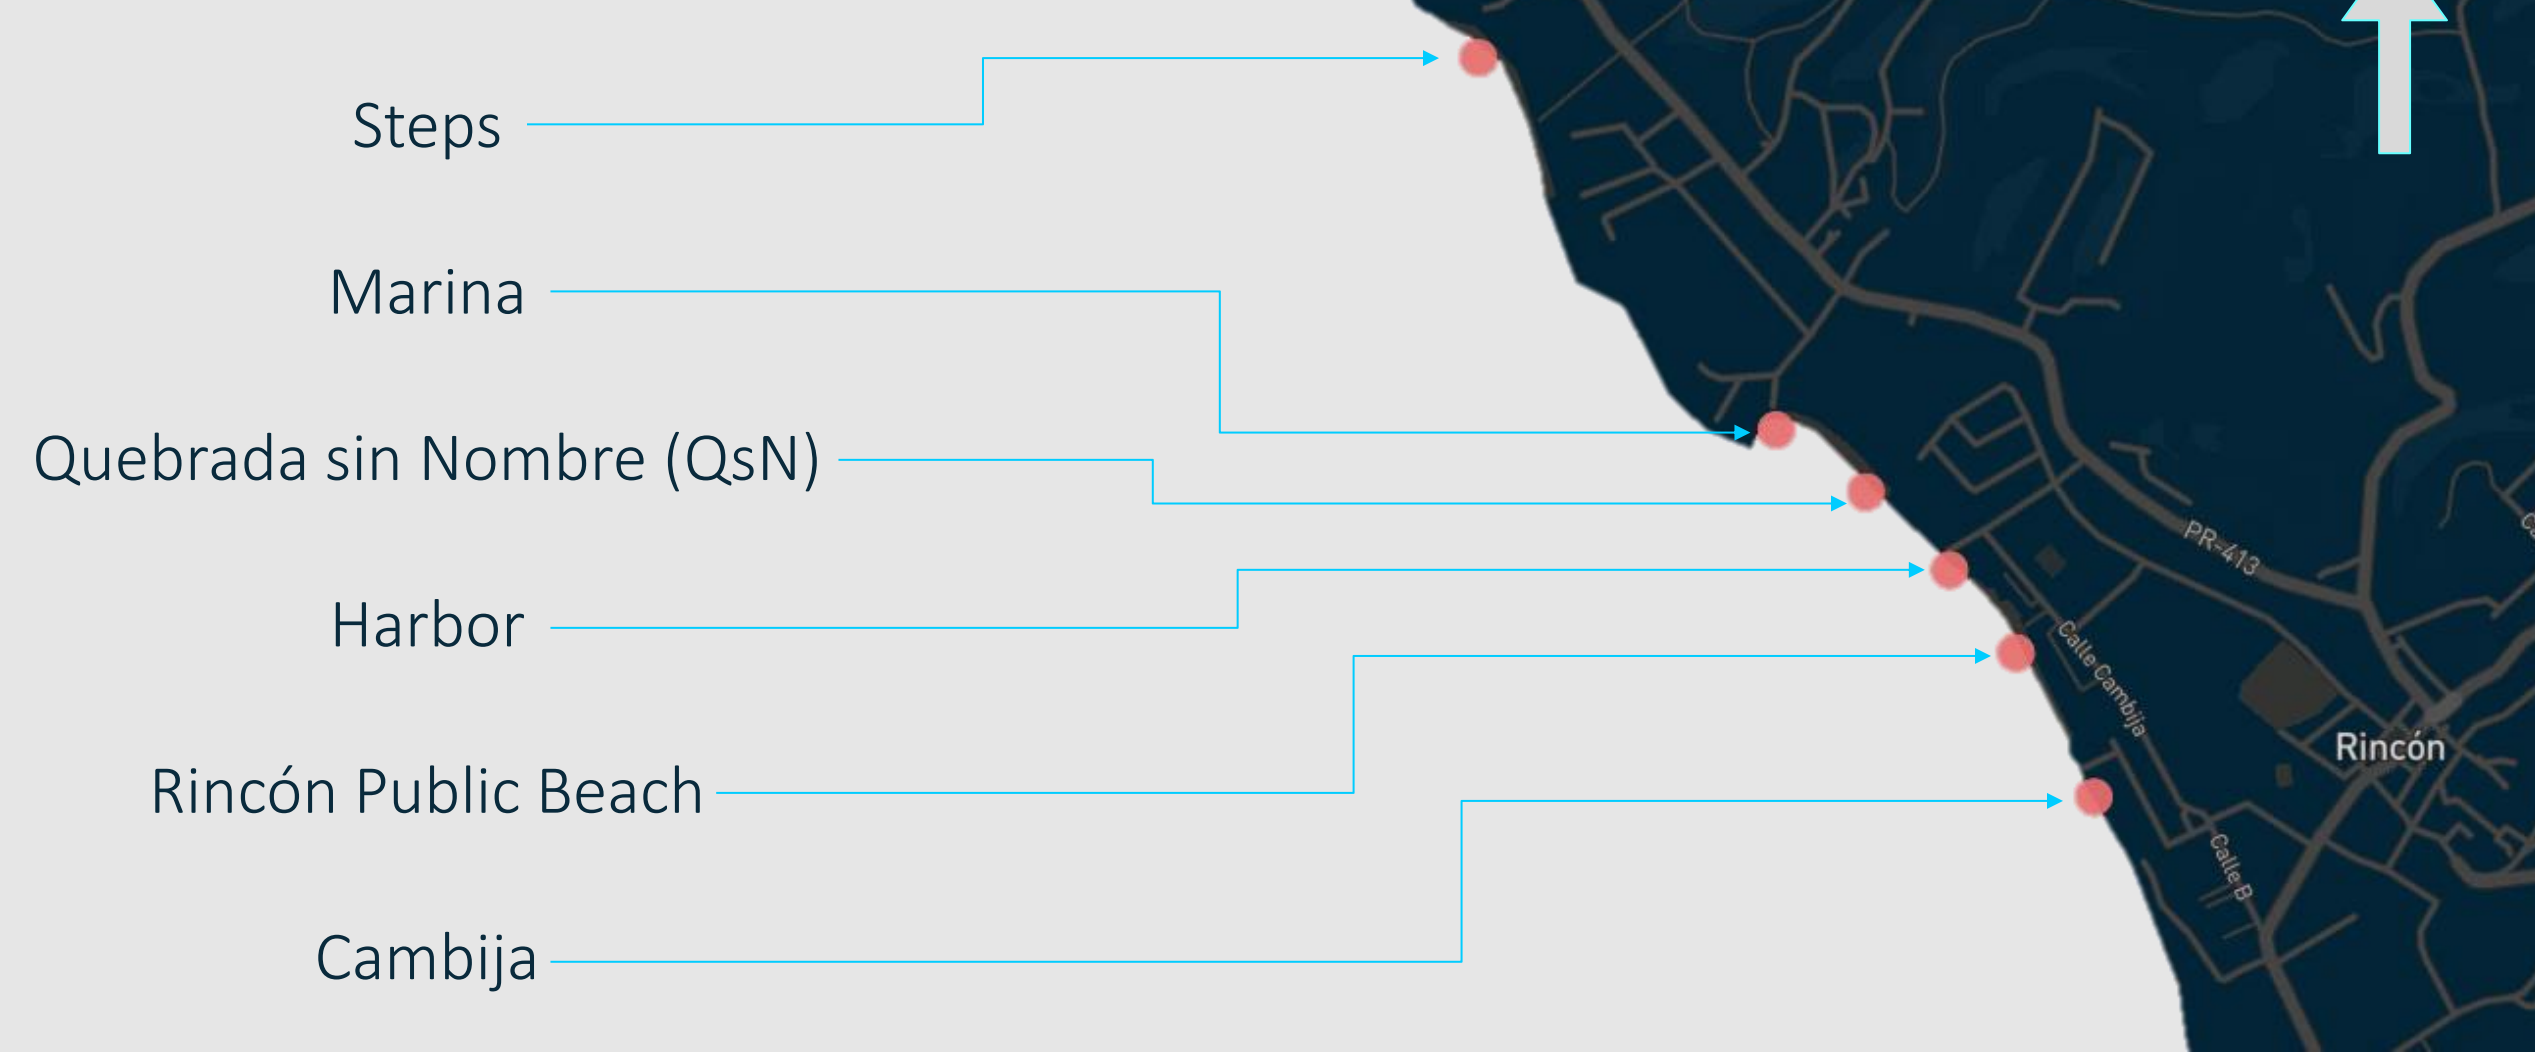 Steps
Marina
Quebrada sin Nombre (QsN)
Harbor
Rincón Public Beach
Cambija
PR-413
Calle Cambija
Rincón
Calle B